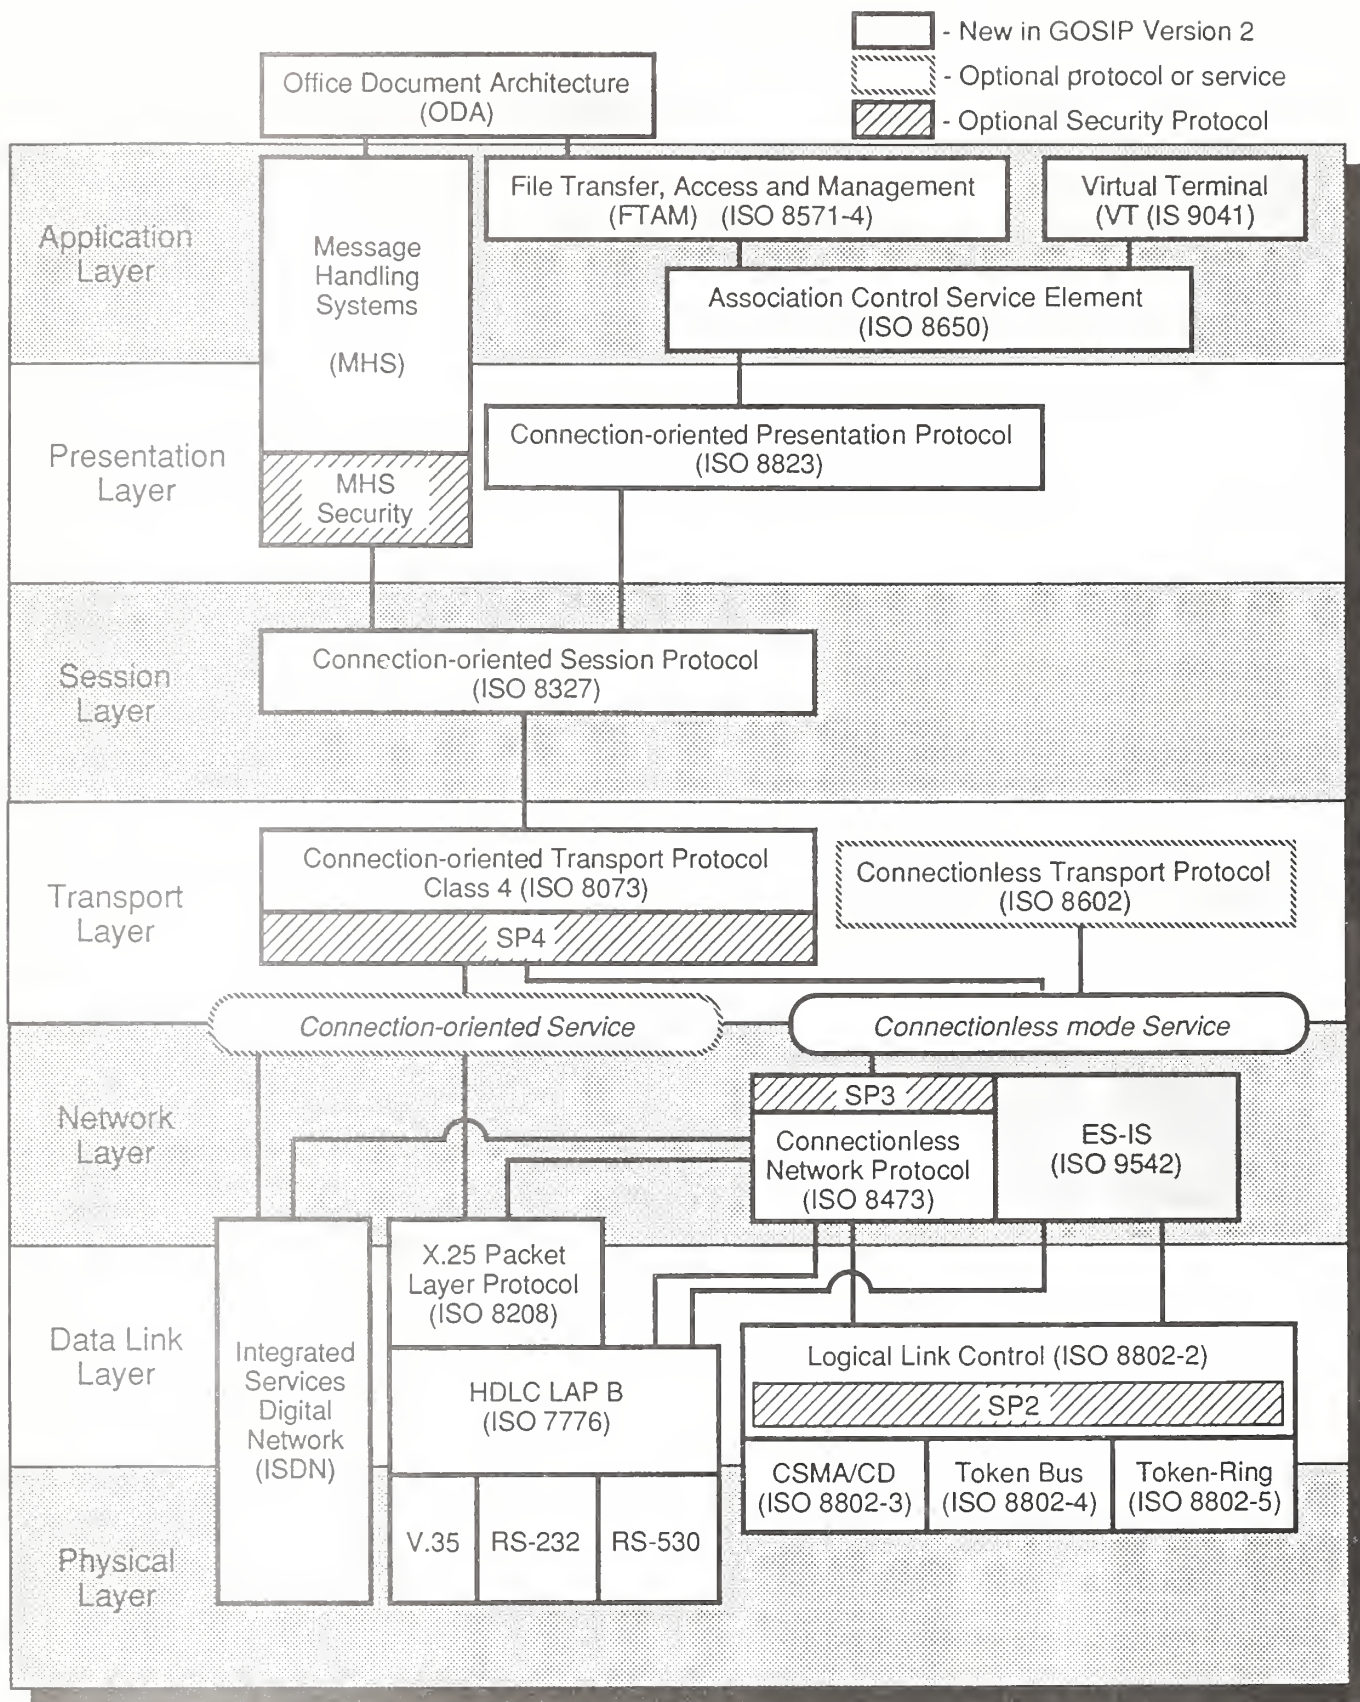 - New in GOSIP Version 2
- Optional protocol or service
- Optional Security Protocol
Office Document Architecture
(ODA)
Application
Layer
Message
Handling
Systems
(MHS)
File Transfer, Access and Management
(FTAM) (ISO 8571-4)
Virtual Terminal
(VT (IS 9041)
Association Control Service Element
(ISO 8650)
Presentation
Layer
MHS
Security
Connection-oriented Presentation Protocol
(ISO 8823)
Session
Layer
Connection-oriented Session Protocol
(ISO 8327)
Transport
Layer
Connection-oriented Transport Protocol
Class 4 (ISO 8073)
SP4
Connectionless Transport Protocol
(ISO 8602)
Connection-oriented Service
Connectionless mode Service
Network
Layer
SP3
Connectionless
Network Protocol
(ISO 8473)
ES-IS
(ISO 9542)
Data Link
Layer
Integrated
Services
Digital
Network
(ISDN)
X.25 Packet
Layer Protocol
(ISO 8208)
HDLC LAP B
(ISO 7776)
Logical Link Control (ISO 8802-2)
SP2
CSMA/CD
(ISO 8802-3)
Token Bus
(ISO 8802-4)
Token-Ring
(ISO 8802-5)
Physical
Layer
V.35
RS-232
RS-530